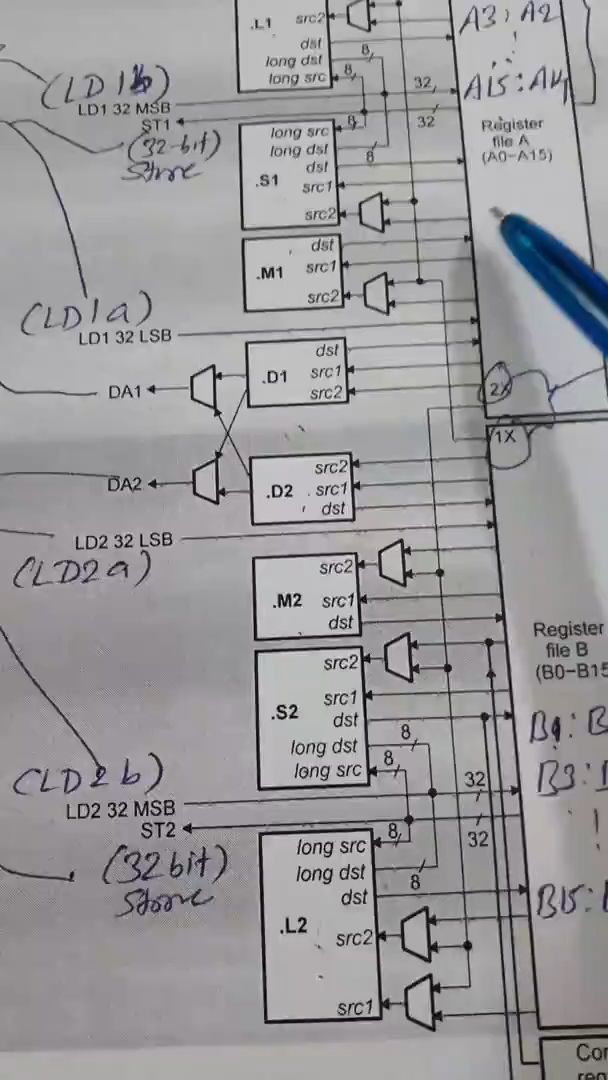 .L1
src2
dst
long dst
long src
8
8
A3: A2
A15: A4
(LD1b)
LD1 32 MSB
32
ST1
32
(32-bit)
Store
8
8
Register
file A
(A0–A15)
long src
long dst
dst
.S1
src1
src2
dst
.M1
src1
src2
(LD1a)
LD1 32 LSB
dst
.D1
src1
src2
DA1
2X
1X
DA2
src2
.D2
src1
dst
LD2 32 LSB
(LD2a)
src2
.M2
src1
dst
Register
file B
(B0–B15
src2
.S2
src1
dst
long dst
long src
8
8
B3:
(LD2b)
LD2 32 MSB
32
ST2
32
(32bit)
Store
8
8
long src
long dst
dst
B15:
.L2
src2
src1